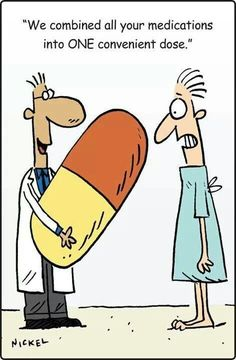 “We combined all your medications
into ONE convenient dose.”
NICKEL